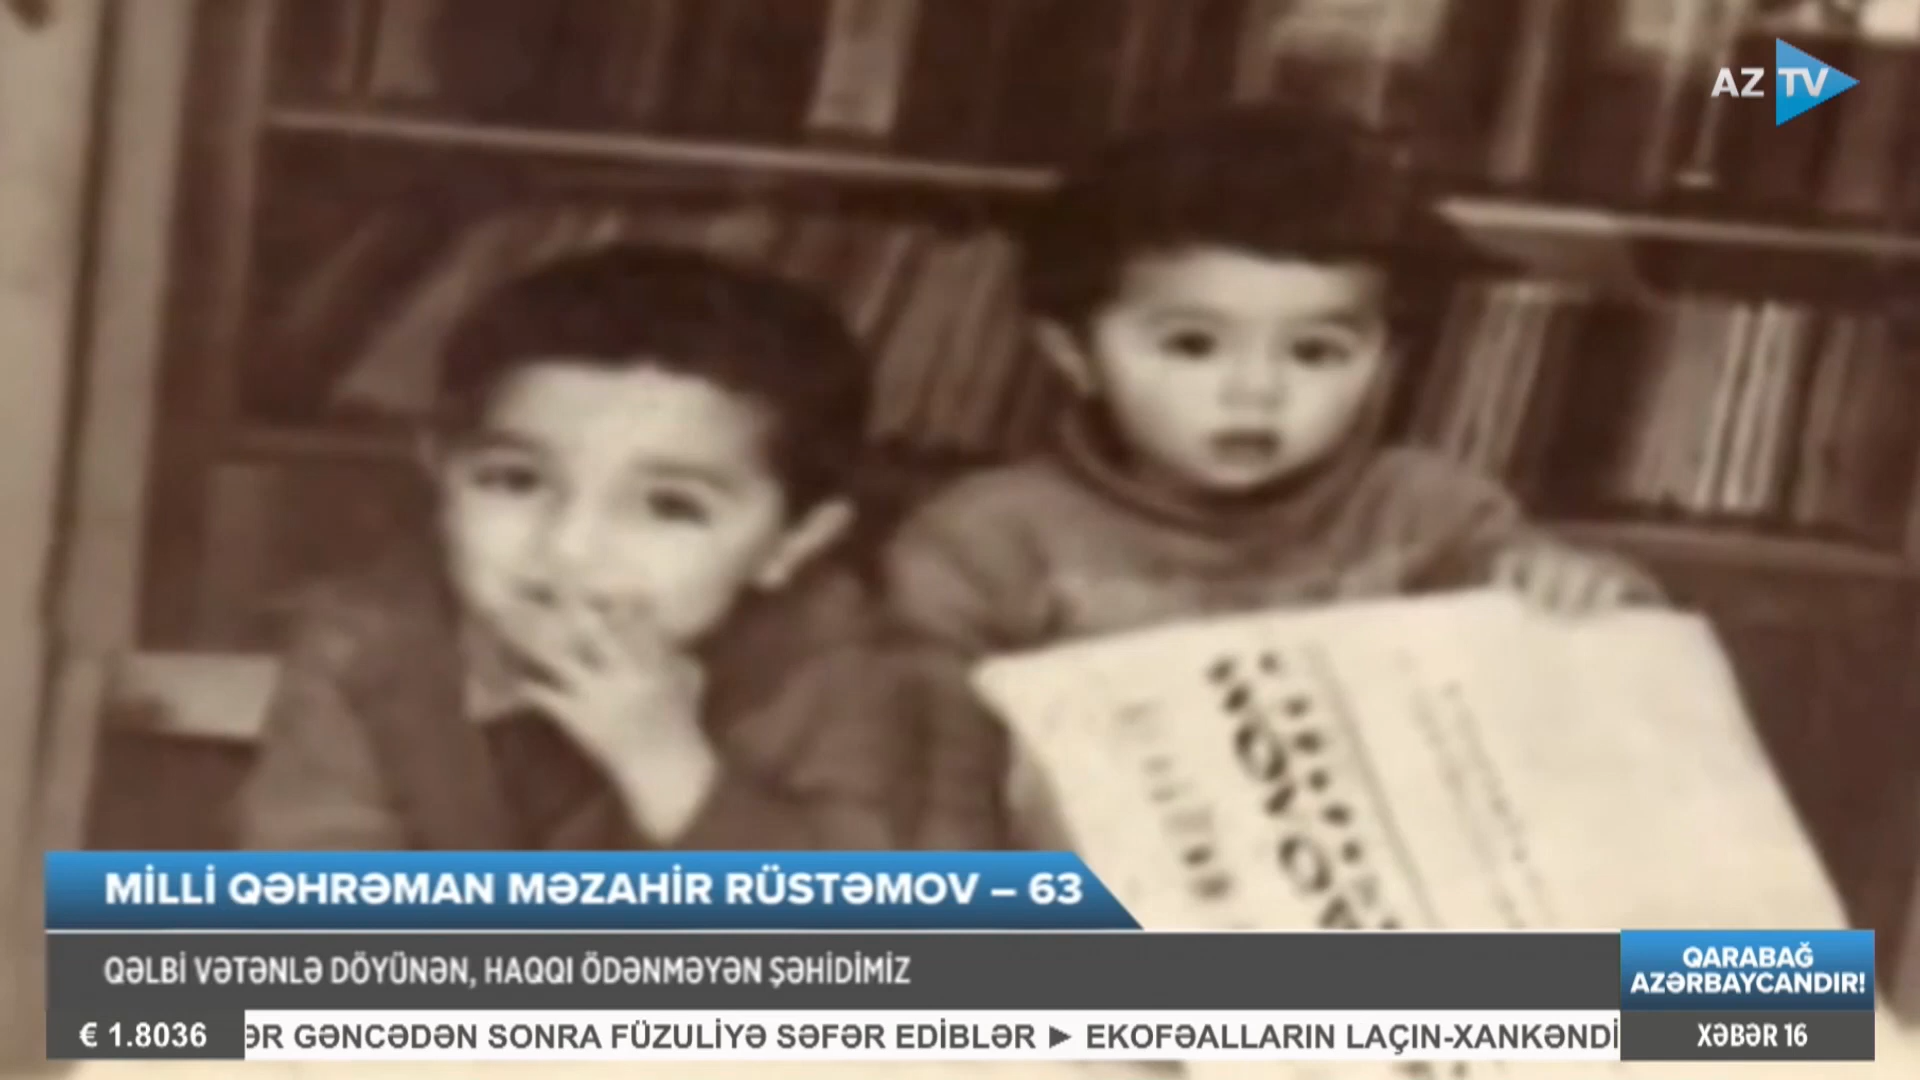 AZ TV
MİLLİ QƏHRƏMAN MƏZAHİR RÜSTƏMOV – 63
QƏLBİ VƏTƏNLƏ DÖYÜNƏN, HAQQI ÖDƏNMƏYƏN ŞƏHİDİMİZ
QARABAĞ
AZƏRBAYCANDIR!
€ 1.8036
ƏR GƏNCƏDƏN SONRA FÜZULİYƏ SƏFƏR EDİBLƏR ► EKOFƏALLARIN LAÇIN-XANKƏNDİ
XƏBƏR 16